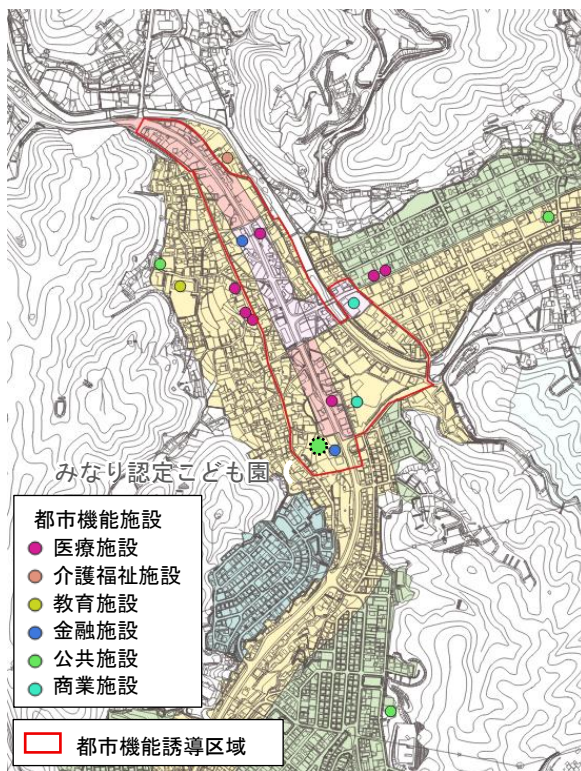 みなり認定こども園
都市機能施設
医療施設
介護福祉施設
教育施設
金融施設
公共施設
商業施設
都市機能誘導区域